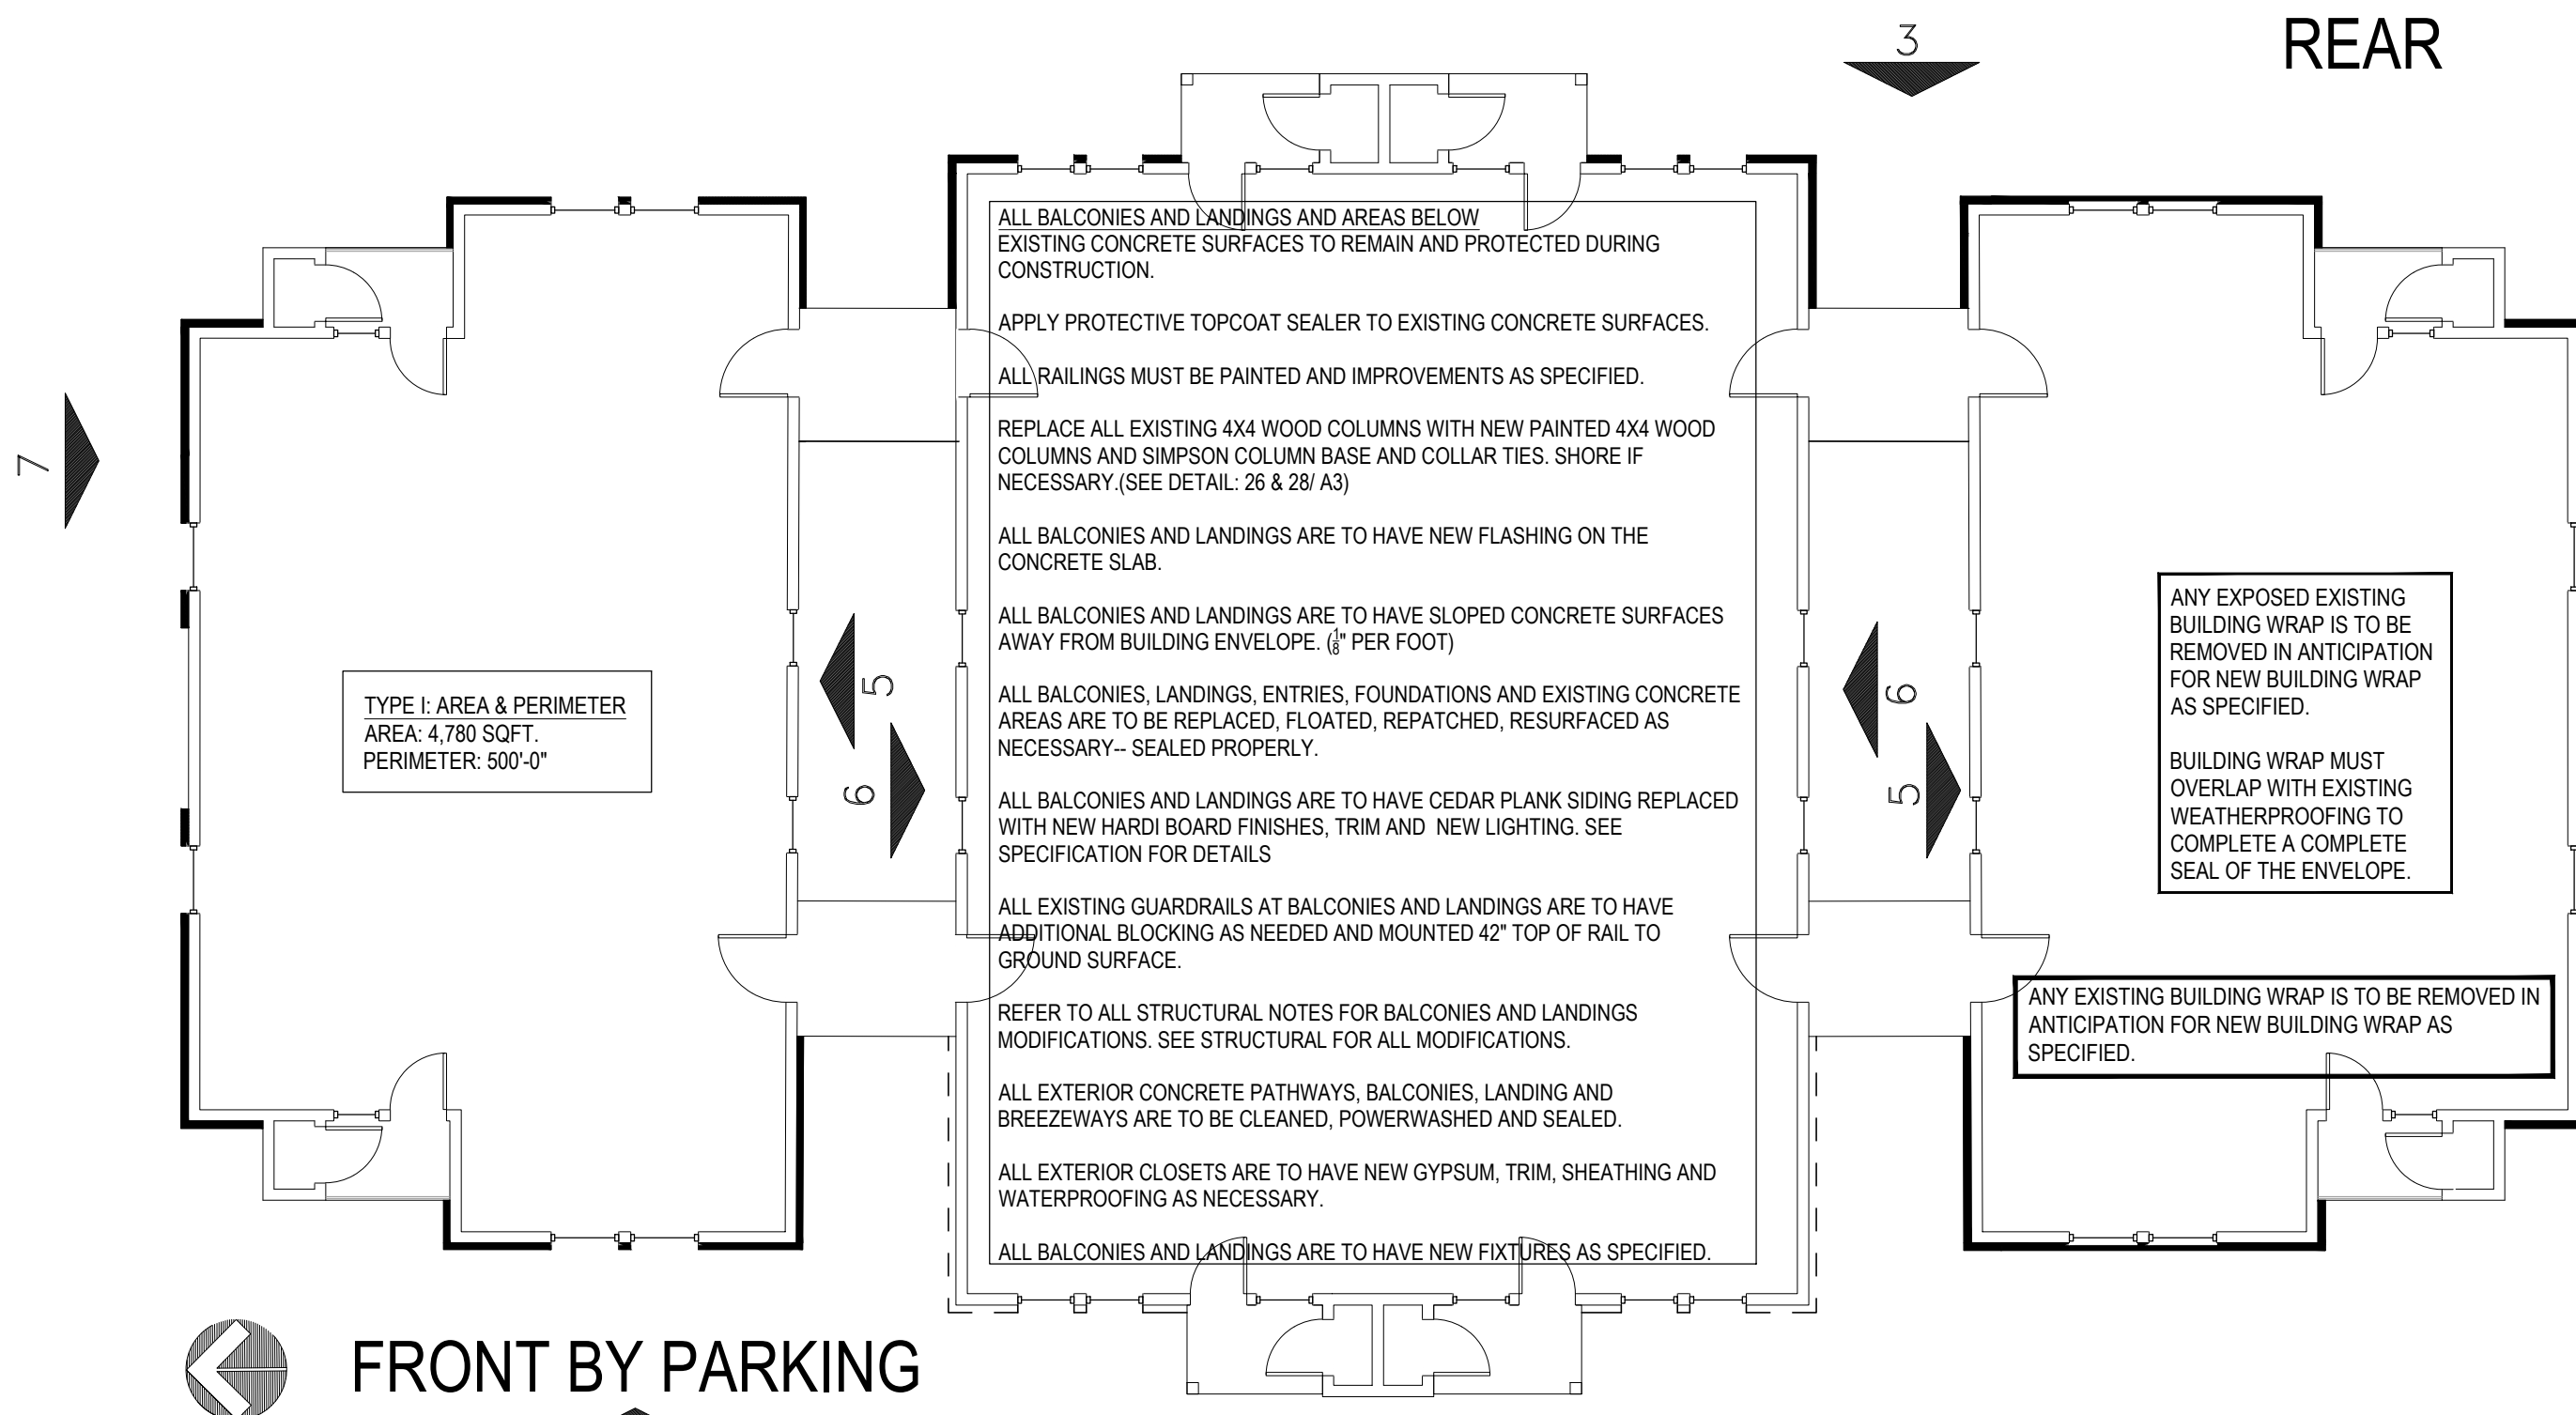 REAR
3
ALL BALCONIES AND LANDINGS AND AREAS BELOW
EXISTING CONCRETE SURFACES TO REMAIN AND PROTECTED DURING
CONSTRUCTION.
APPLY PROTECTIVE TOPCOAT SEALER TO EXISTING CONCRETE SURFACES.
ALL RAILINGS MUST BE PAINTED AND IMPROVEMENTS AS SPECIFIED.
REPLACE ALL EXISTING 4X4 WOOD COLUMNS WITH NEW PAINTED 4X4 WOOD
COLUMNS AND SIMPSON COLUMN BASE AND COLLAR TIES. SHORE IF
NECESSARY.(SEE DETAIL: 26 & 28/ A3)
ALL BALCONIES AND LANDINGS ARE TO HAVE NEW FLASHING ON THE
CONCRETE SLAB.
ALL BALCONIES AND LANDINGS ARE TO HAVE SLOPED CONCRETE SURFACES
AWAY FROM BUILDING ENVELOPE. (1/8" PER FOOT)
ALL BALCONIES, LANDINGS, ENTRIES, FOUNDATIONS AND EXISTING CONCRETE
AREAS ARE TO BE REPLACED, FLOATED, REPATCHED, RESURFACED AS
NECESSARY-- SEALED PROPERLY.
ALL BALCONIES AND LANDINGS ARE TO HAVE CEDAR PLANK SIDING REPLACED
WITH NEW HARDI BOARD FINISHES, TRIM AND NEW LIGHTING. SEE
SPECIFICATION FOR DETAILS
ALL EXISTING GUARDRAILS AT BALCONIES AND LANDINGS ARE TO HAVE
ADDITIONAL BLOCKING AS NEEDED AND MOUNTED 42" TOP OF RAIL TO
GROUND SURFACE.
REFER TO ALL STRUCTURAL NOTES FOR BALCONIES AND LANDINGS
MODIFICATIONS. SEE STRUCTURAL FOR ALL MODIFICATIONS.
ALL EXTERIOR CONCRETE PATHWAYS, BALCONIES, LANDING AND
BREEZEWAYS ARE TO BE CLEANED, POWERWASHED AND SEALED.
ALL EXTERIOR CLOSETS ARE TO HAVE NEW GYPSUM, TRIM, SHEATHING AND
WATERPROOFING AS NECESSARY.
ALL BALCONIES AND LANDINGS ARE TO HAVE NEW FIXTURES AS SPECIFIED.
7
TYPE I: AREA & PERIMETER
AREA: 4,780 SQFT.
PERIMETER: 500'-0"
5
6
6
5
ANY EXPOSED EXISTING
BUILDING WRAP IS TO BE
REMOVED IN ANTICIPATION
FOR NEW BUILDING WRAP
AS SPECIFIED.
BUILDING WRAP MUST
OVERLAP WITH EXISTING
WEATHERPROOFING TO
COMPLETE A COMPLETE
SEAL OF THE ENVELOPE.
ANY EXISTING BUILDING WRAP IS TO BE REMOVED IN
ANTICIPATION FOR NEW BUILDING WRAP AS
SPECIFIED.
FRONT BY PARKING